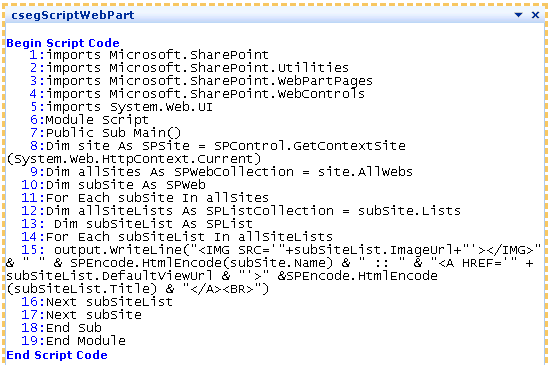 csegScriptWebPart
Begin Script Code
1:imports Microsoft.SharePoint
2:imports Microsoft.SharePoint.Utilities
3:imports Microsoft.SharePoint.WebPartPages
4:imports Microsoft.SharePoint.WebControls
5:imports System.Web.UI
6:Module Script
7:Public Sub Main()
8:Dim site As SPSite = SPControl.GetContextSite
(System.Web.HttpContext.Current)
9:Dim allSites As SPWebCollection = site.AllWebs
10:Dim subSite As SPWeb
11:For Each subSite In allSites
12:Dim allSiteLists As SPListCollection = subSite.Lists
13: Dim subSiteList As SPList
14:For Each subSiteList In allSiteLists
15: output.WriteLine("<IMG SRC='"+subSiteList.ImageUrl+"'></IMG>"
& " " & SPEncode.HtmlEncode(subSite.Name) & " :: " & "<A HREF='" +
subSiteList.DefaultViewUrl & "'>" &SPEncode.HtmlEncode
(subSiteList.Title) & "</A><BR>")
16:Next subSiteList
17:Next subSite
18:End Sub
19:End Module
End Script Code